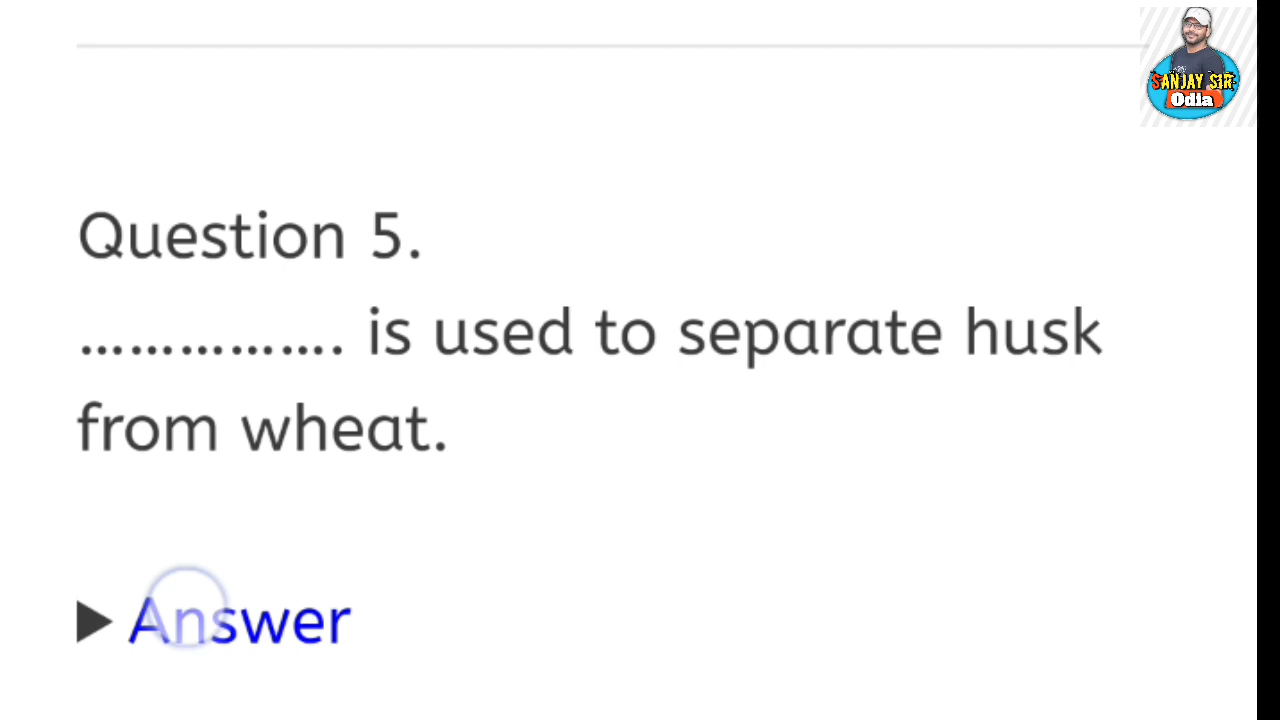 SANJAY SIR
Odia
Question 5.
................ is used to separate husk
from wheat.
Answer